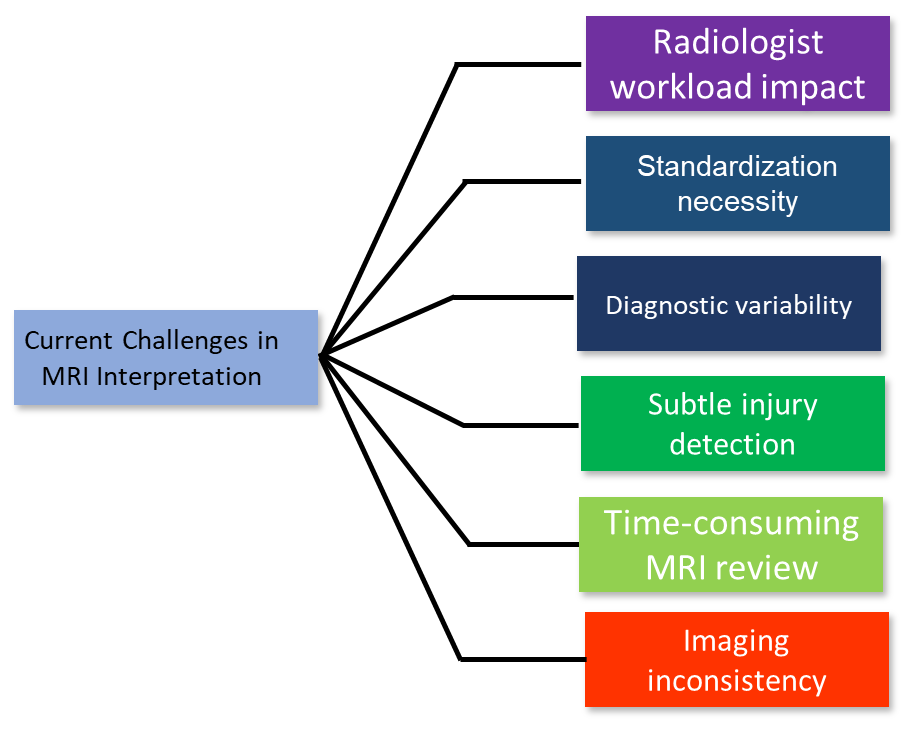 Radiologist
workload impact
Standardization
necessity
Diagnostic variability
Current Challenges in
MRI Interpretation
Subtle injury
detection
Time-consuming
MRI review
Imaging
inconsistency